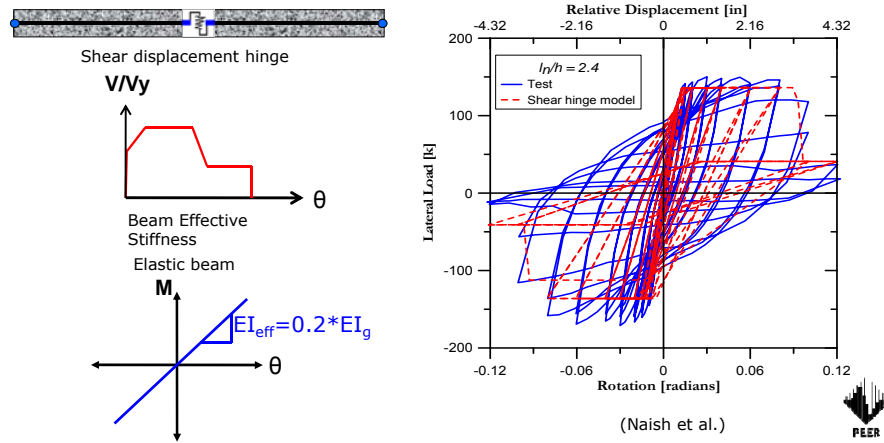 Shear displacement hinge
V/Vy
θ
Beam Effective
Stiffness
Elastic beam
M
EIeff=0.2*EIg
θ
Relative Displacement [in]
-4.32 -2.16 0 2.16 4.32
200
100
0
-100
-200
Lateral Load [k]
ln/h = 2.4
Test
Shear hinge model
-0.12 -0.06 0 0.06 0.12
Rotation [radians]
(Naish et al.)
PEER